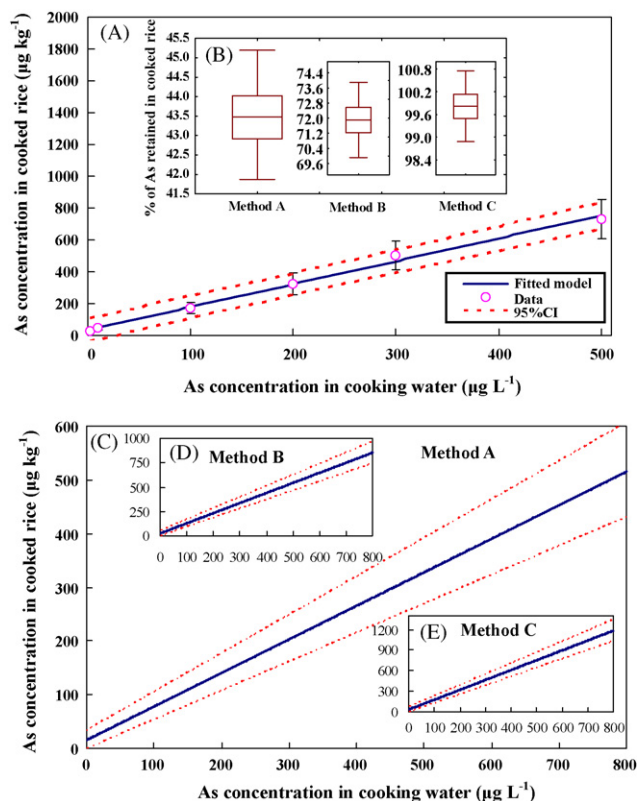 (A)
As concentration in cooked rice (µg kg-1)
2000
1800
1600
1400
1200
1000
800
600
400
200
0
(B)
% of As retained in cooked rice
45.5
45.0
44.5
44.0
43.5
43.0
42.5
42.0
41.5
74.4
73.6
72.8
72.0
71.2
70.4
69.6
100.8
100.2
99.6
99.0
98.4
Method A
Method B
Method C
Fitted model
Data
95%CI
0 100 200 300 400 500
As concentration in cooking water (µg L-1)
(C)
As concentration in cooked rice (µg kg-1)
600
500
400
300
200
100
0
Method A
(D)
Method B
1000
750
500
250
0
0 100 200 300 400 500 600 700 800
(E)
Method C
1200
900
600
300
0
0 100 200 300 400 500 600 700 800
0 100 200 300 400 500 600 700 800
As concentration in cooking water (µg L-1)